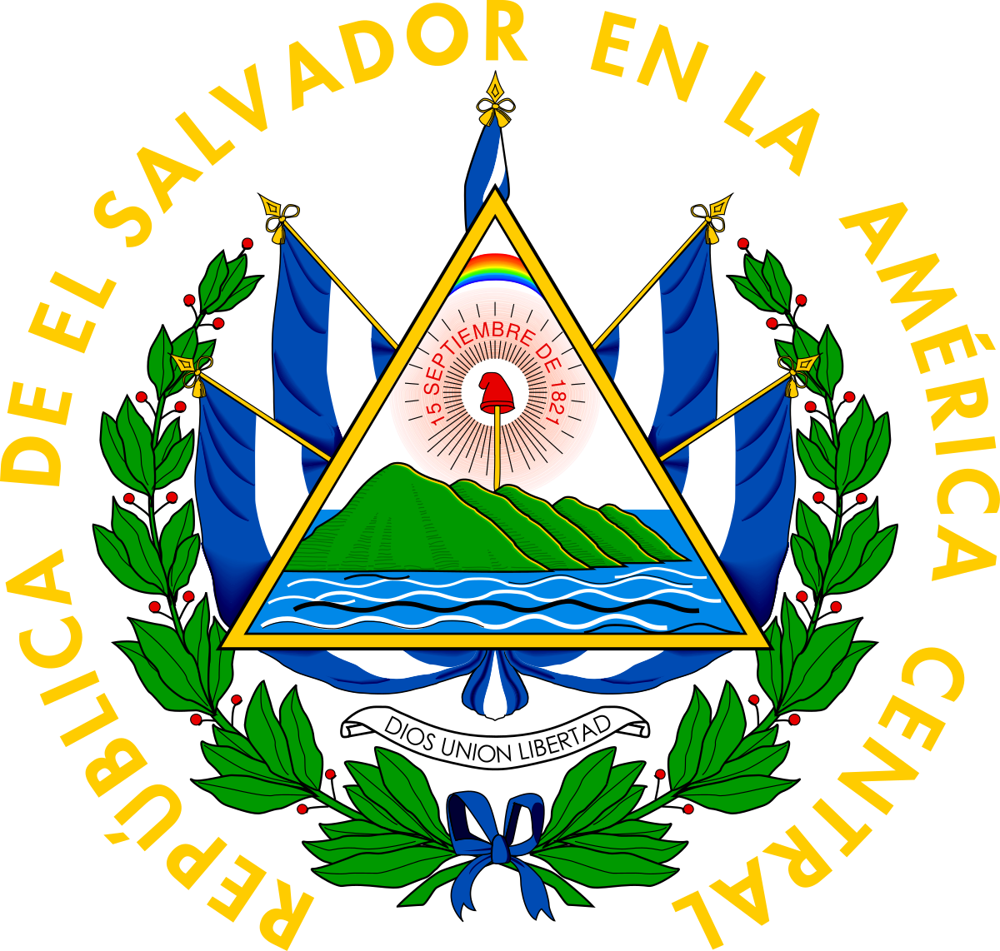 REPÚBLICA DE EL SALVADOR EN LA AMÉRICA CENTRAL
15 SEPTIEMBRE DE 1821
DIOS UNION LIBERTAD